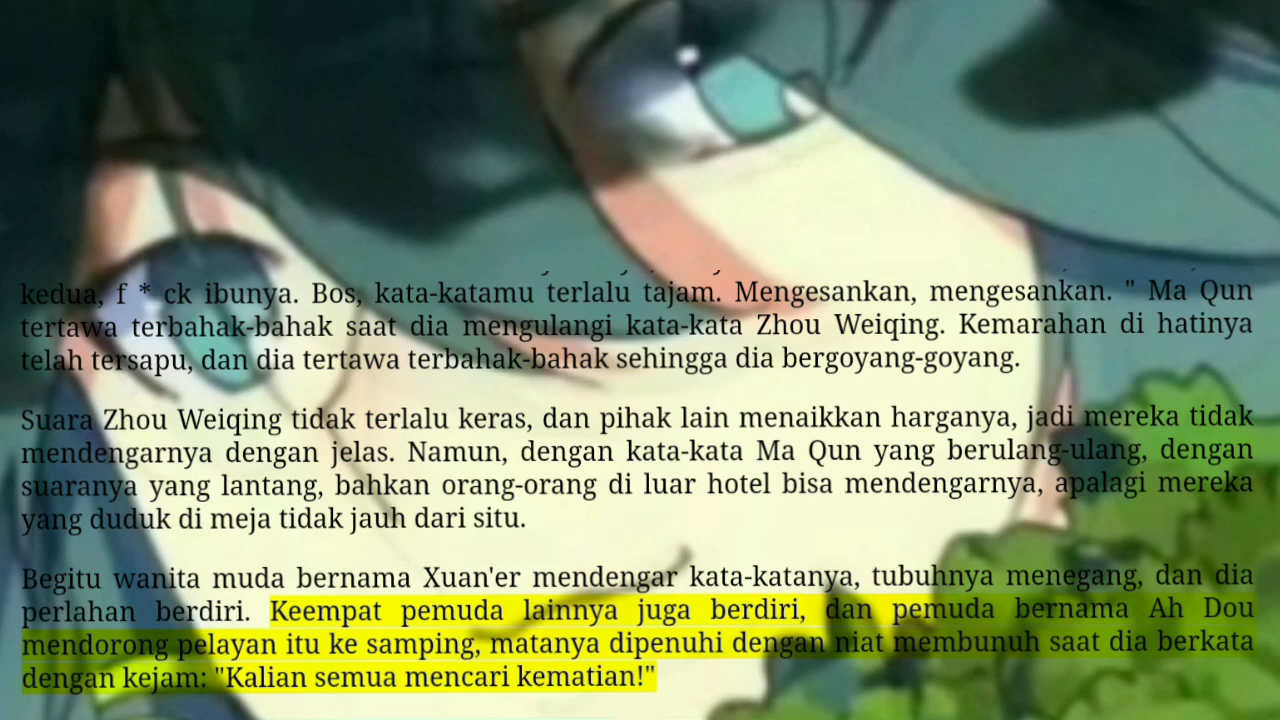 kedua, f * ck ibunya. Bos, kata-katamu terlalu tajam. Mengesankan, mengesankan. " Ma Qun
tertawa terbahak-bahak saat dia mengulangi kata-kata Zhou Weiqing. Kemarahan di hatinya
telah tersapu, dan dia tertawa terbahak-bahak sehingga dia bergoyang-goyang.
Suara Zhou Weiqing tidak terlalu keras, dan pihak lain menaikkan harganya, jadi mereka tidak
mendengarnya dengan jelas. Namun, dengan kata-kata Ma Qun yang berulang-ulang, dengan
suaranya yang lantang, bahkan orang-orang di luar hotel bisa mendengarnya, apalagi mereka
yang duduk di meja tidak jauh dari situ.
Begitu wanita muda bernama Xuan'er mendengar kata-katanya, tubuhnya menegang, dan dia
perlahan berdiri. Keempat pemuda lainnya juga berdiri, dan pemuda bernama Ah Dou
mendorong pelayan itu ke samping, matanya dipenuhi dengan niat membunuh saat dia berkata
dengan kejam: "Kalian semua mencari kematian!"